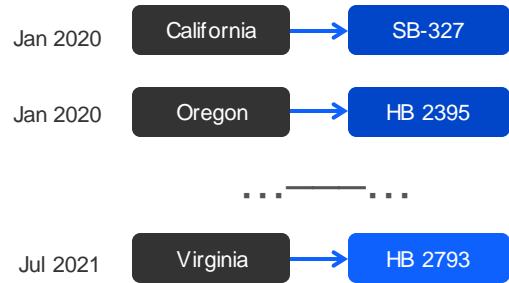 Jan 2020 California SB-327
Jan 2020 Oregon HB 2395
... ...
Jul 2021 Virginia HB 2793